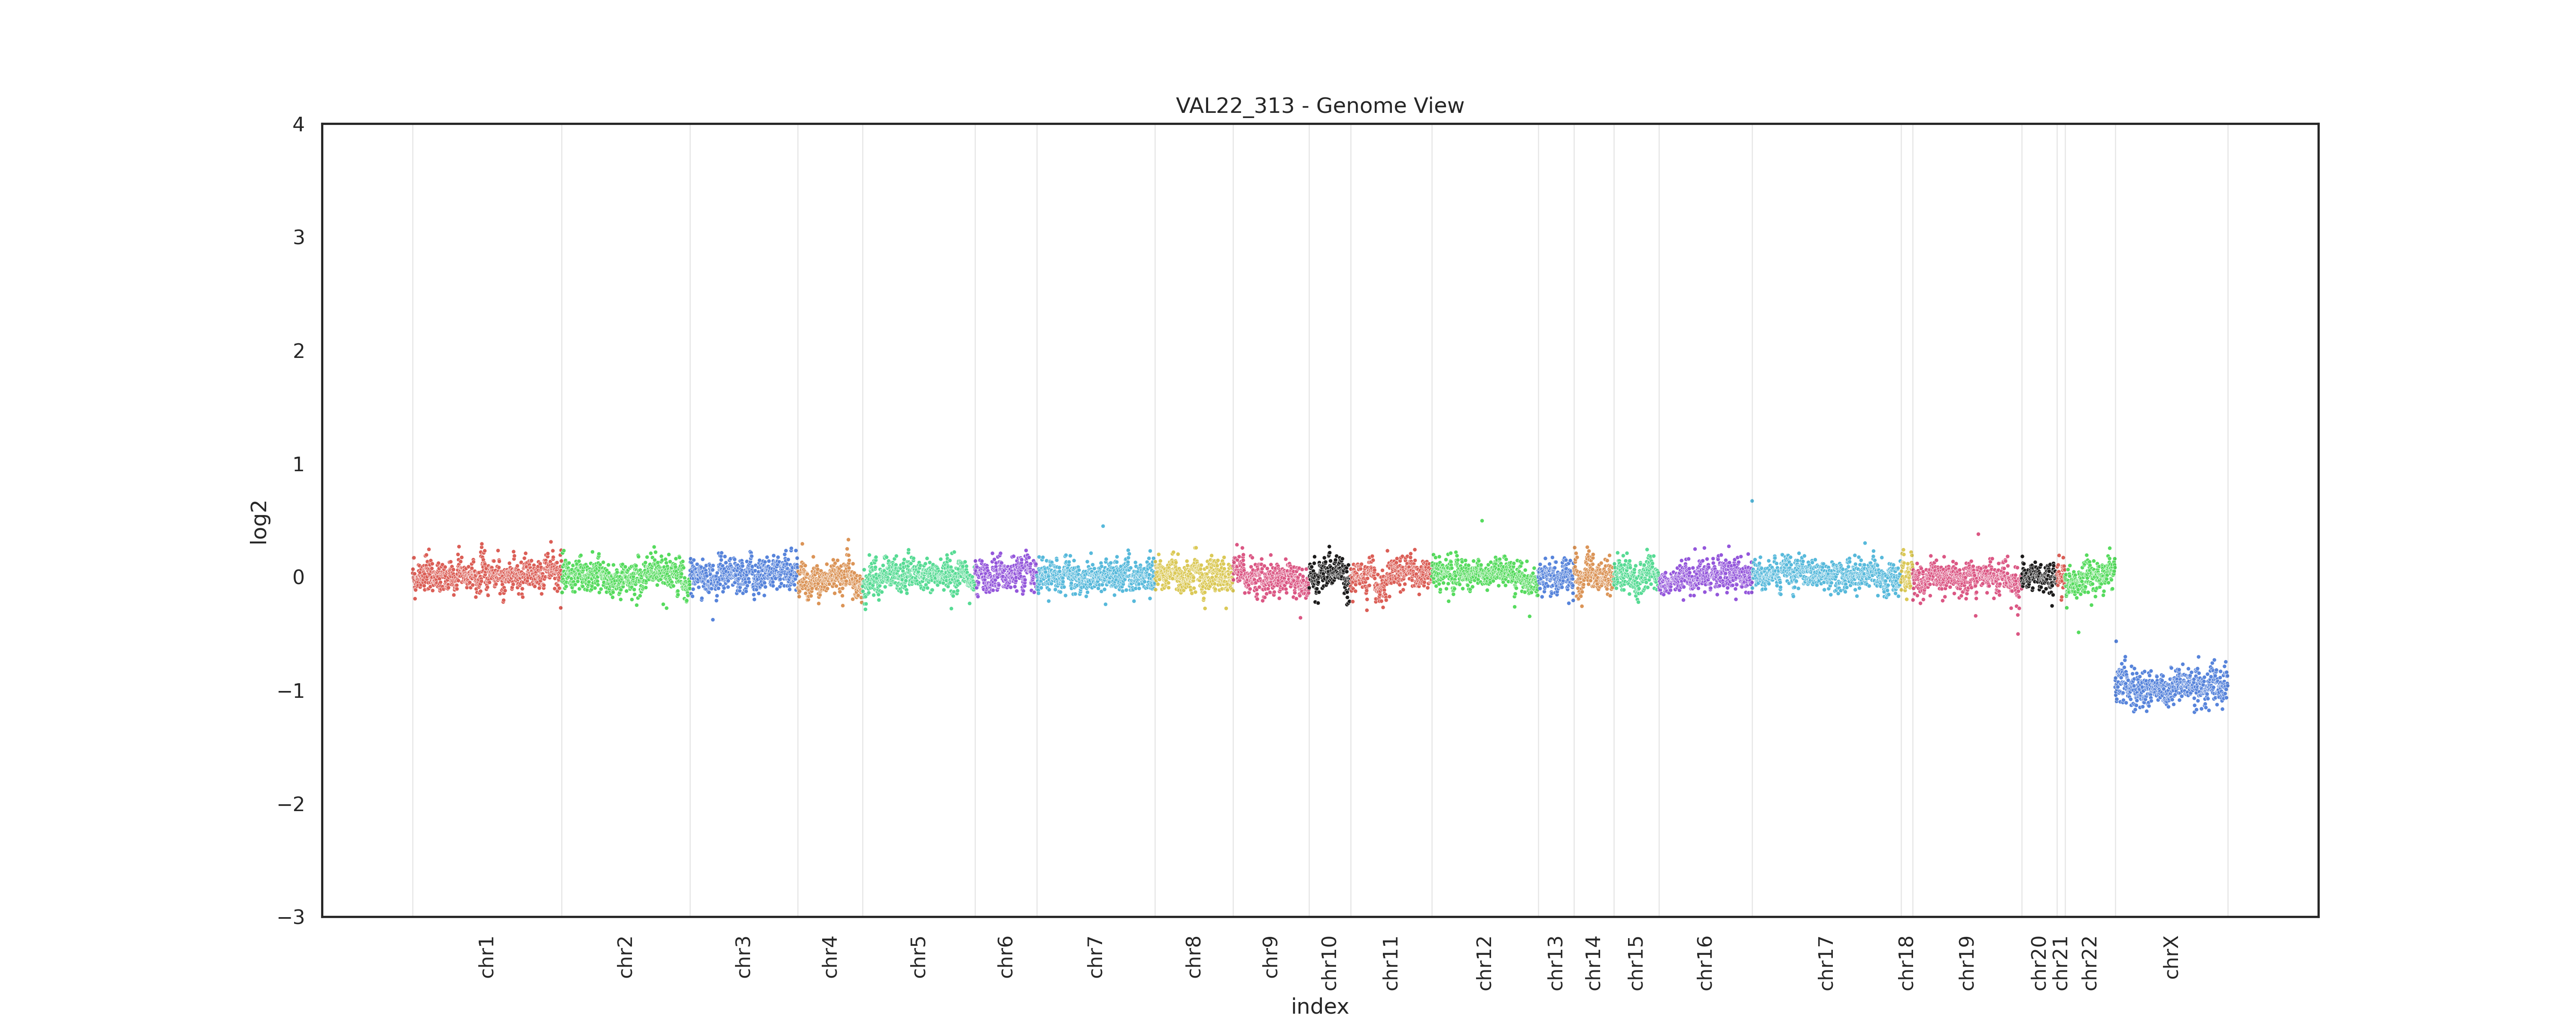 VAL22_313 - Genome View
4
3
2
1
0
−1
−2
−3
log2
chr1
chr2
chr3
chr4
chr5
chr6
chr7
chr8
chr9
chr10
chr11
chr12
chr13
chr14
chr15
chr16
chr17
chr18
chr19
chr20
chr21
chr22
chrX
index